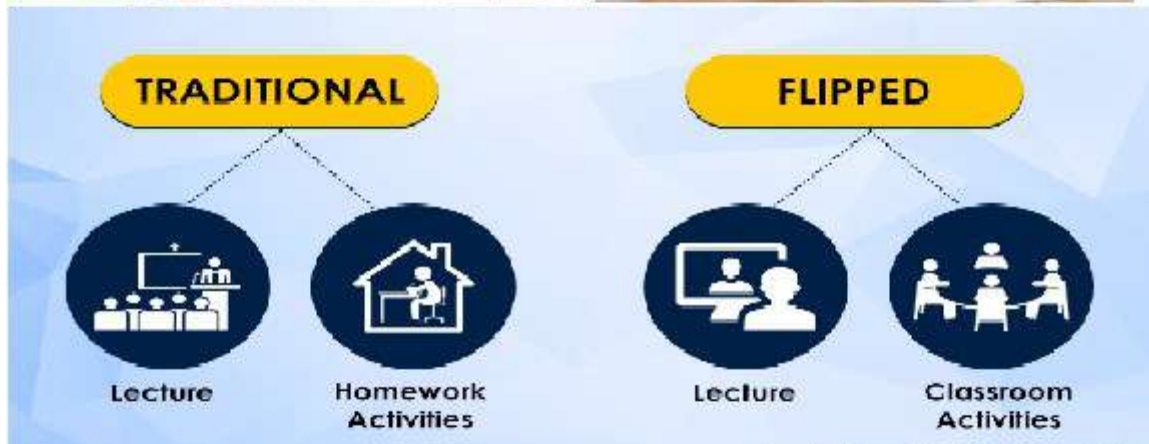 TRADITIONAL
FLIPPED
Lecture
Homework
Activities
Lecture
Classroom
Activities